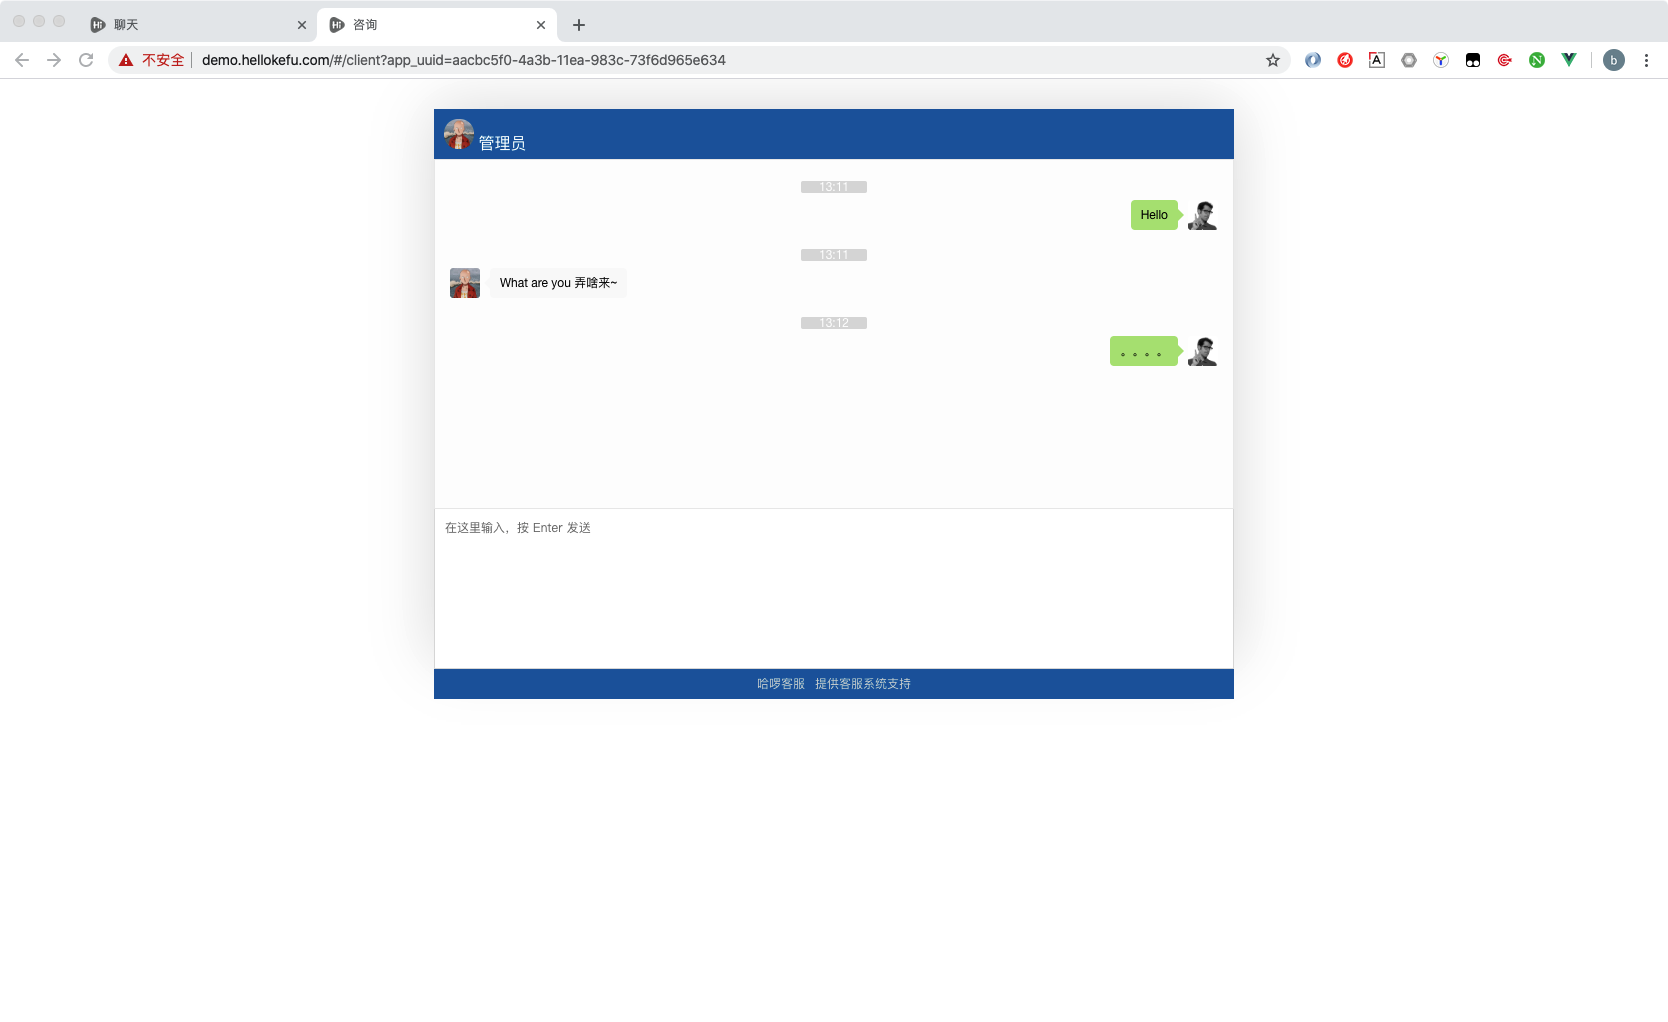 聊天
咨询
不安全
demo.hellokefu.com/#/client?app_uuid=aacbc5f0-4a3b-11ea-983c-73f6d965e634
b
管理员
13:11
Hello
13:11
What are you 弄啥来~
13:12
。。。。
在这里输入，按 Enter 发送
哈啰客服 提供客服系统支持